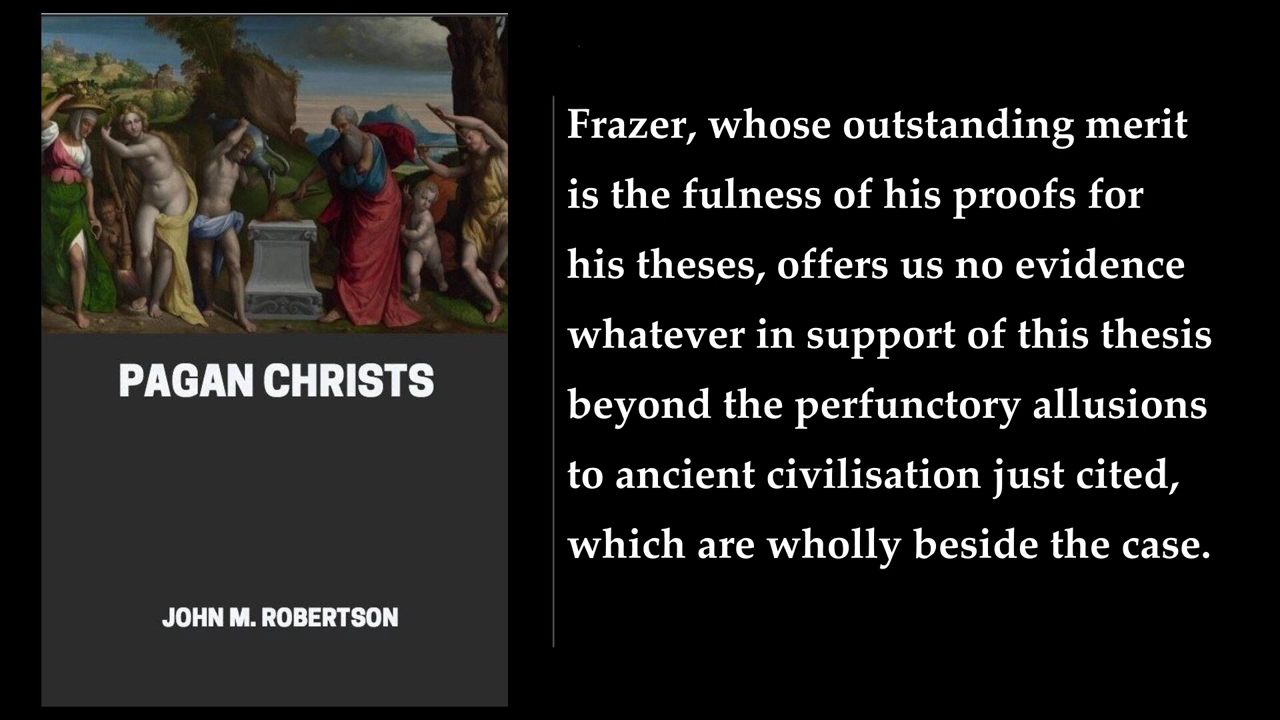 PAGAN CHRISTS
JOHN M. ROBERTSON
Frazer, whose outstanding merit
is the fulness of his proofs for
his theses, offers us no evidence
whatever in support of this thesis
beyond the perfunctory allusions
to ancient civilisation just cited,
which are wholly beside the case.